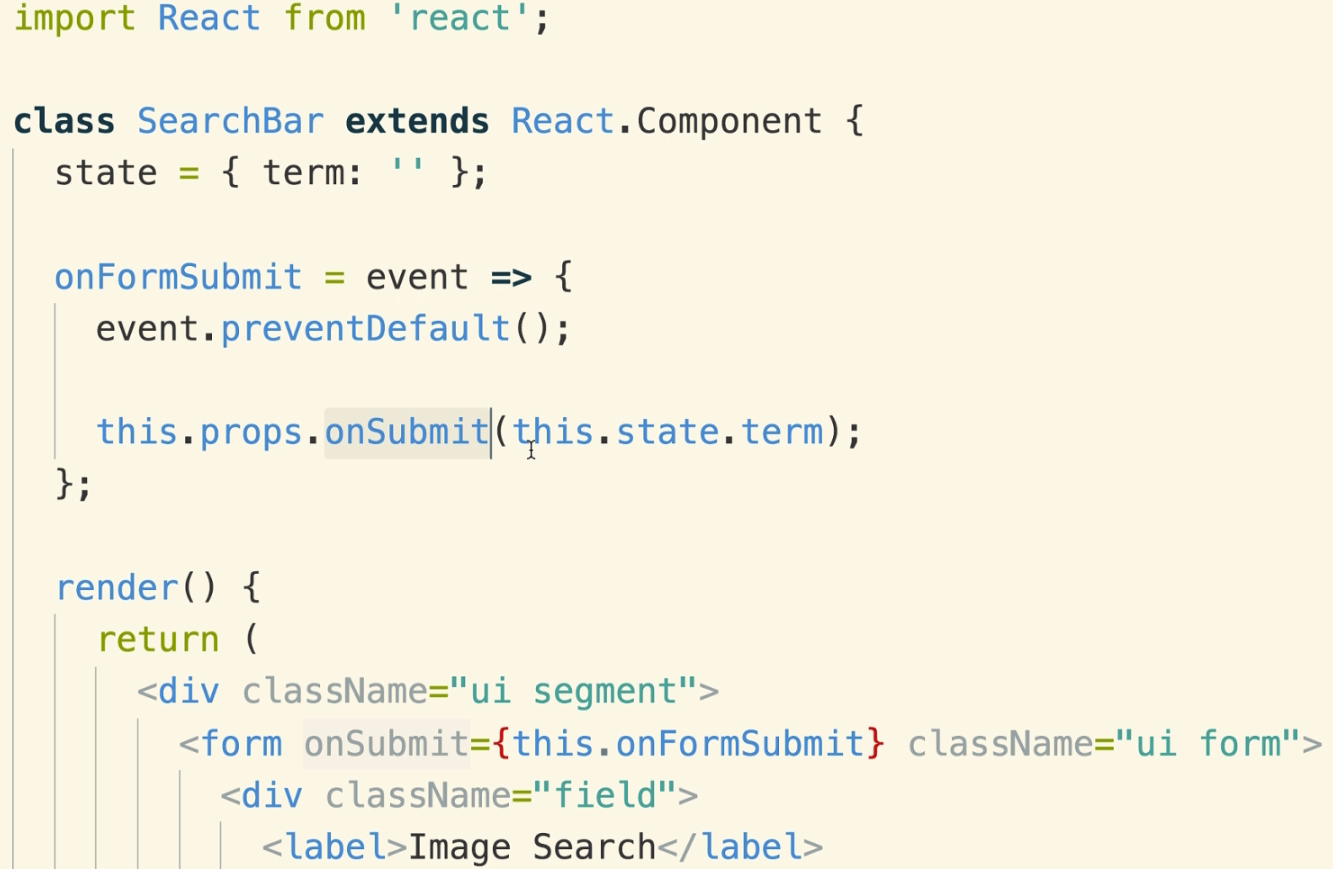 import React from 'react';
class SearchBar extends React.Component {
state = { term: '' };
onFormSubmit = event => {
event.preventDefault();
this.props.onSubmit(this.state.term);
};
render() {
return (
<div className="ui segment">
<form onSubmit={this.onFormSubmit} className="ui form">
<div className="field">
<label>Image Search</label>